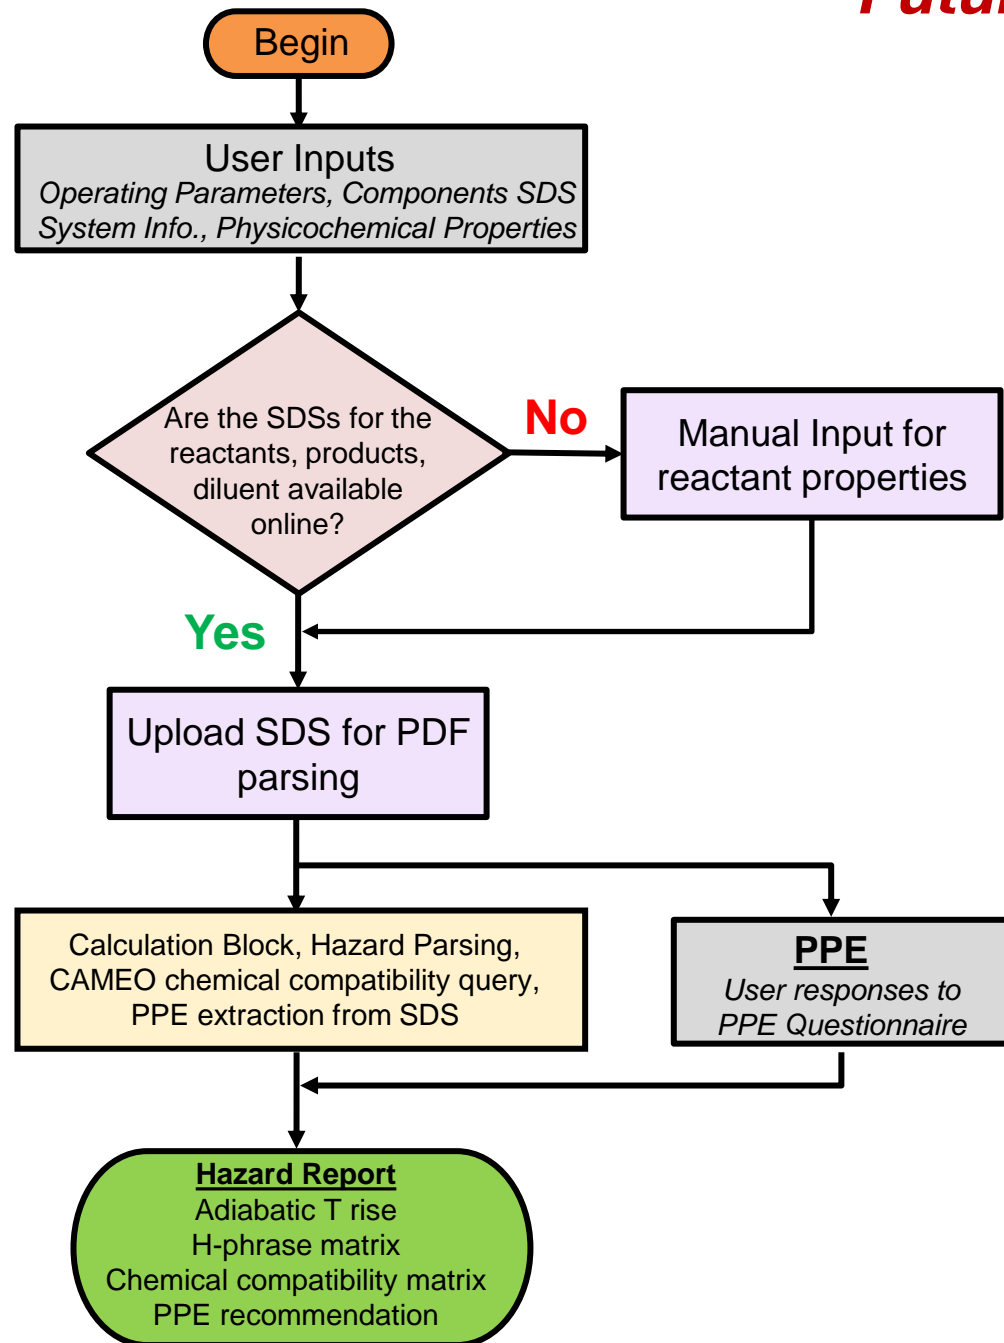 Begin
User Inputs
Operating Parameters, Components SDS
System Info., Physicochemical Properties
Are the SDSs for the
reactants, products,
diluent available
online?
No
Manual Input for
reactant properties
Yes
Upload SDS for PDF
parsing
Calculation Block, Hazard Parsing,
CAMEO chemical compatibility query,
PPE extraction from SDS
PPE
User responses to
PPE Questionnaire
Hazard Report
Adiabatic T rise
H-phrase matrix
Chemical compatibility matrix
PPE recommendation